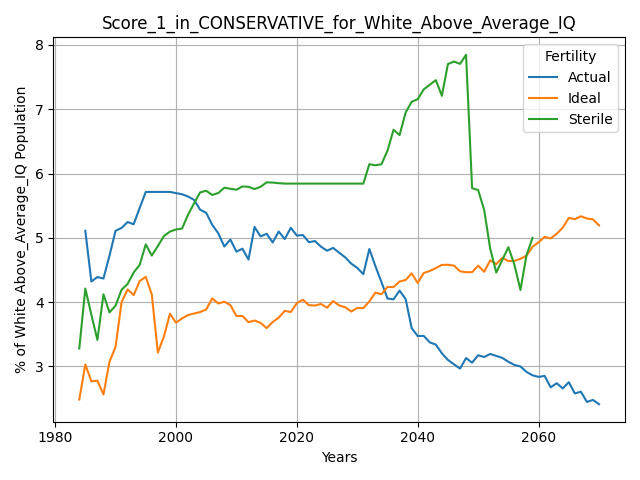 Score_1_in_CONSERVATIVE_for_White_Above_Average_IQ
% of White Above_Average_IQ Population
8
7
6
5
4
3
Fertility
Actual
Ideal
Sterile
1980
2000
2020
2040
2060
Years